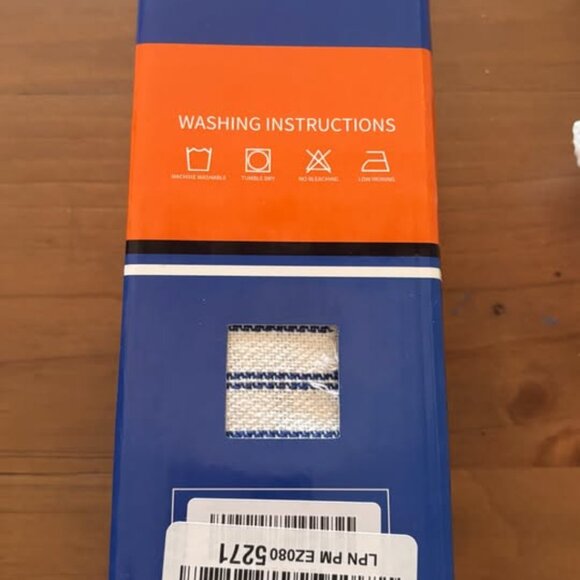 WASHING INSTRUCTIONS
MACHINE WASHABLE TUMBLE DRY NO BLEACHING LOW IRONING
LPN PM EZ080 5271